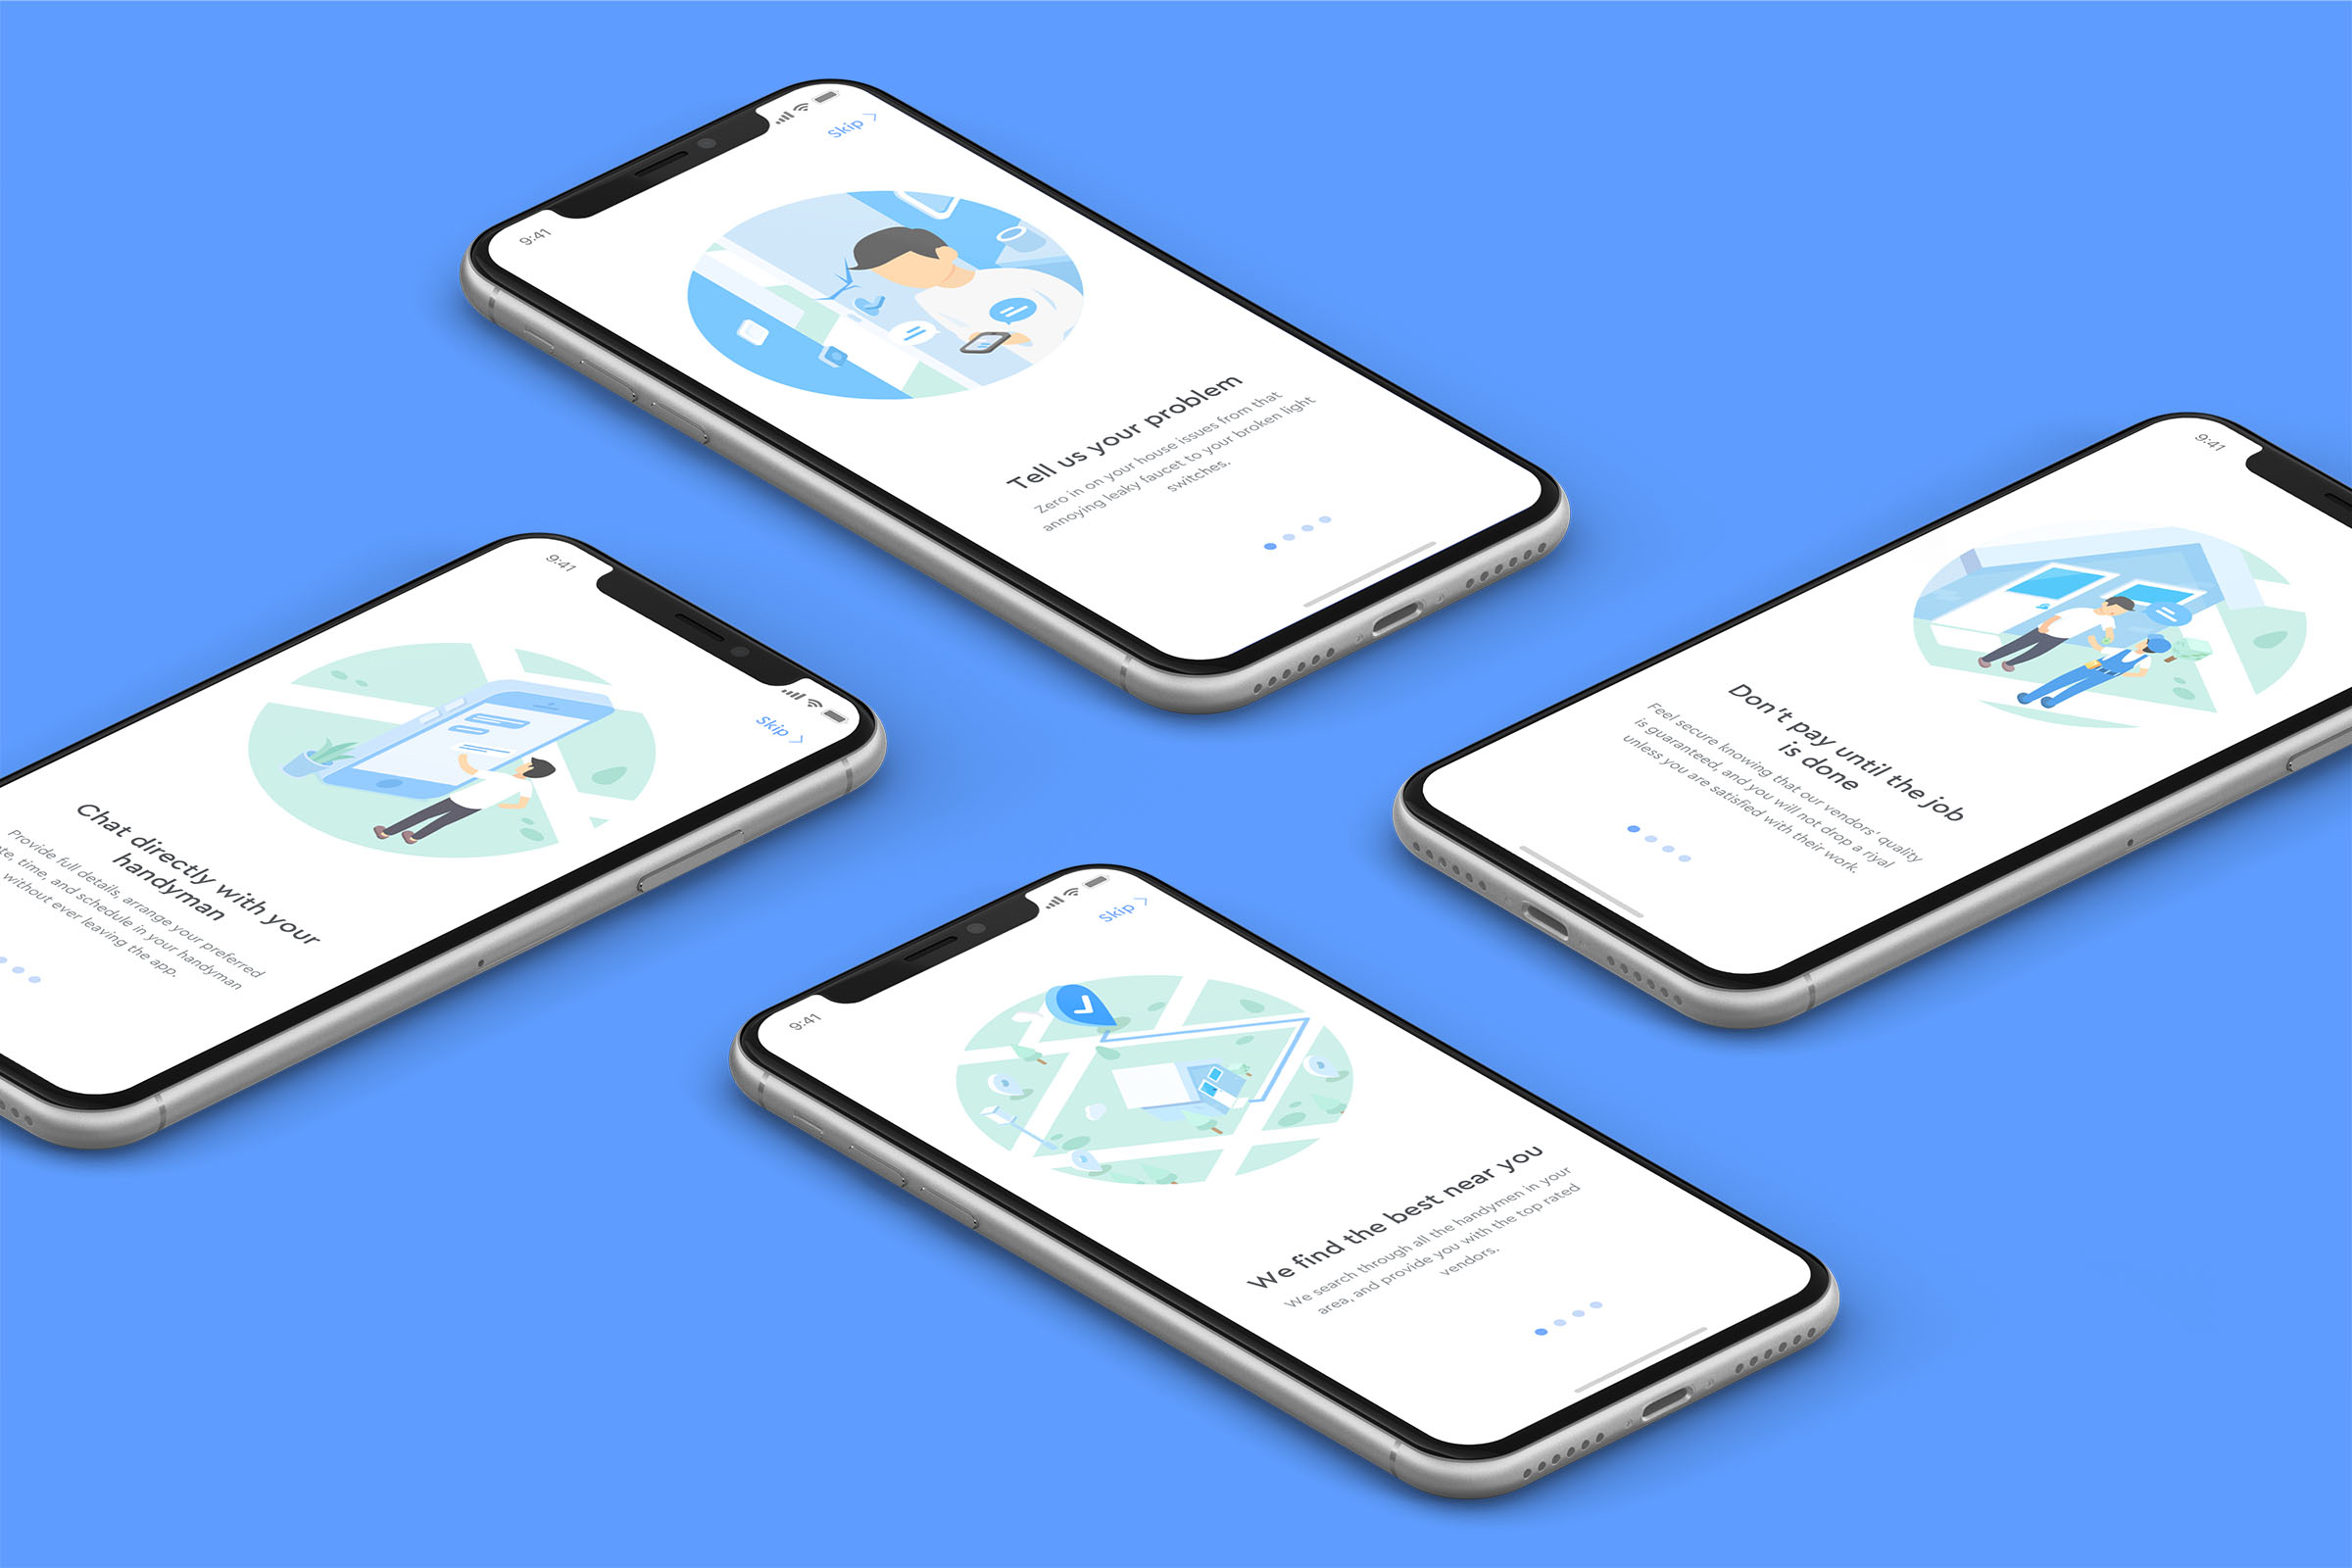 9:41
Skip
Tell us your problem
Zero in on your house issues from that
annoying leaky faucet to your broken light
switches.
9:41
Skip
Chat directly with your
handyman
Provide full details, arrange your preferred
time, and schedule in your handyman
without ever leaving the app.
9:41
Don't pay until the job
is done
Feel secure knowing that our vendors' quality
is guaranteed, and you will not drop a riyal
unless you are satisfied with their work.
9:41
Skip
We find the best near you
We search through all the handymen in your
area, and provide you with the top rated
vendors.